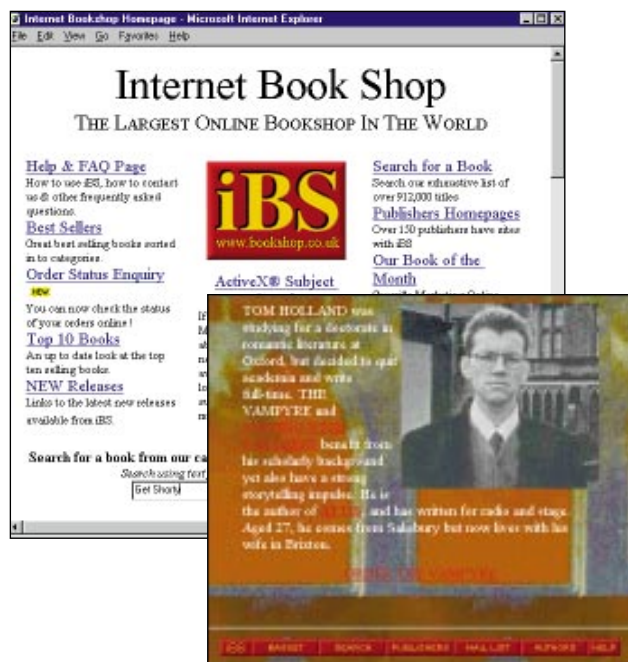 Internet Bookshop Homepage - Microsoft Internet Explorer
File Edit View Go Favorites Help
Internet Book Shop
THE LARGEST ONLINE BOOKSHOP IN THE WORLD
Help & FAQ Page
How to use iBS, how to contact
us & other frequently asked
questions.
Best Sellers
Great best selling books sorted
in to categories.
Order Status Enquiry
NEW
You can now check the status
of your orders online!
Top 10 Books
An up to date look at the top
ten selling books.
NEW Releases
Links to the latest new releases
available from iBS.
iBS
www.bookshop.co.uk
ActiveX® Subject
Search for a Book
Search our exhaustive list of
over 912,000 titles
Publishers Homepages
Over 150 publishers have sites
with iBS
Our Book of the
Month
Search for a book from our
Search using text
Get Shorty
TOM HOLLAND was
studying for a doctorate in
romantic literature at
Oxford, but decided to quit
academia and write
full-time. THE
VAMPYRE and
benefit from
his scholarly background
yet also have a strong
storytelling impulse. He is
the author of and has written for radio and stage.
Aged 27, he comes from Salisbury but now lives with his
wife in Brixton.
iBS BASKET SEARCH PUBLISHERS MAIL LIST AUTHORS HELP